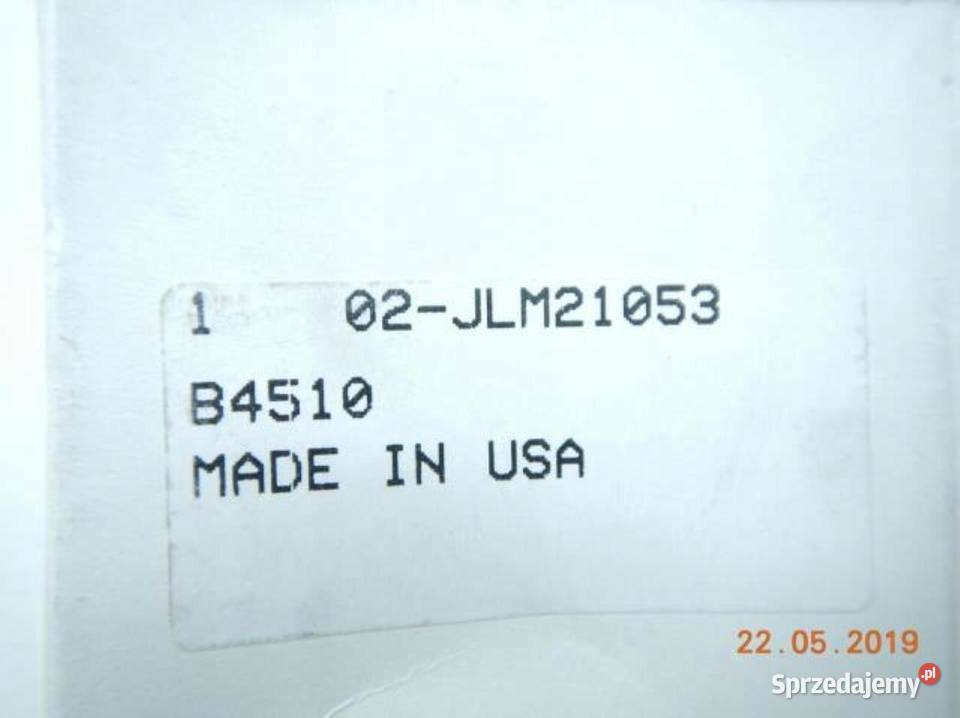 1 02-JLM21053
B4510
MADE IN USA
22.05.2019
Sprzedajemy.pl